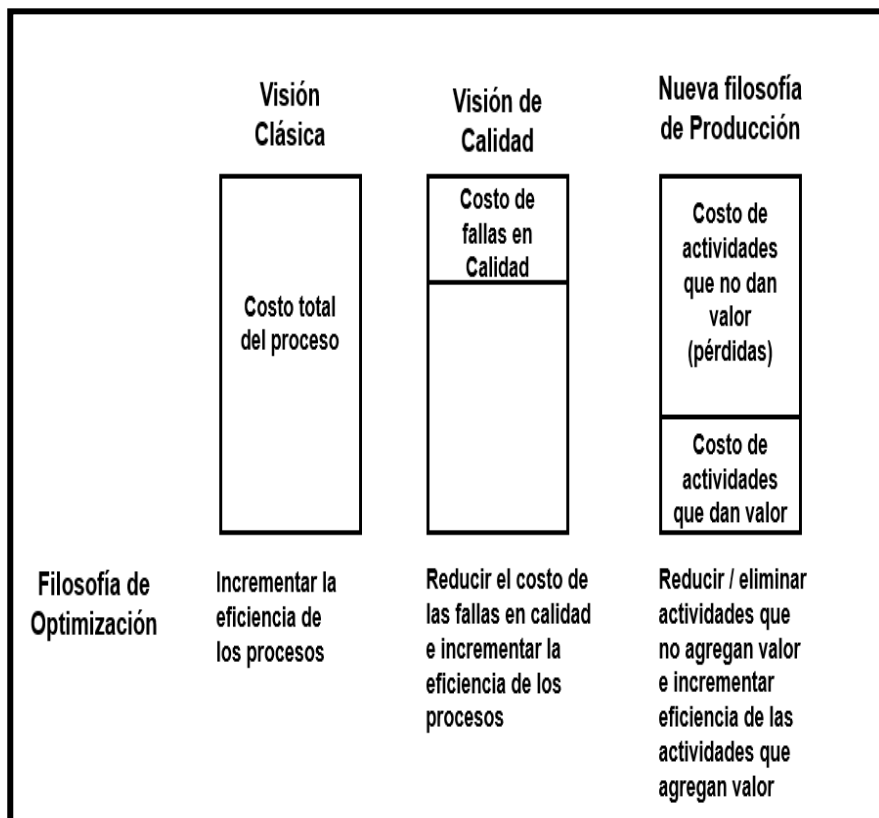 Visión
Clásica
Visión de
Calidad
Nueva filosofía
de Producción
Costo total
del proceso
Costo de
fallas en
Calidad
Costo de
actividades
que no dan
valor
(pérdidas)
Costo de
actividades
que dan valor
Filosofía de
Optimización
Incrementar la
eficiencia de
los procesos
Reducir el costo de
las fallas en calidad
e incrementar la
eficiencia de los
procesos
Reducir / eliminar
actividades que
no agregan valor
e incrementar
eficiencia de las
actividades que
agregan valor